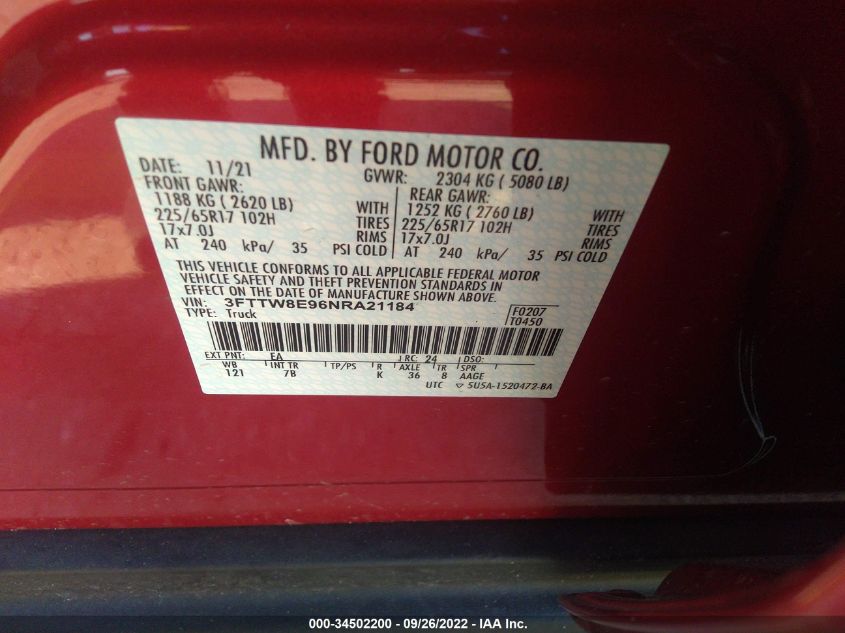 MFD. BY FORD MOTOR CO.
DATE: 11/21 GVWR: 2304 KG ( 5080 LB)
FRONT GAWR: REAR GAWR:
1188 KG ( 2620 LB) WITH 1252 KG ( 2760 LB) WITH
225/65R17 102H TIRES 225/65R17 102H TIRES
17x7.0J RIMS 17x7.0J RIMS
AT 240 kPa/ 35 PSI COLD AT 240 kPa/ 35 PSI COLD
THIS VEHICLE CONFORMS TO ALL APPLICABLE FEDERAL MOTOR
VEHICLE SAFETY AND THEFT PREVENTION STANDARDS IN
EFFECT ON THE DATE OF MANUFACTURE SHOWN ABOVE.
VIN: 3FTTW8E96NRA21184 F0207
TYPE: Truck T0450
EXT PNT: EA RC: 24 DSO:
WB INT TR TP/PS R AXLE TR SPR
121 7B K 36 8 AAGE
UTC ▽ 5U5A-1520472-BA
000-34502200 - 09/26/2022 - IAA Inc.